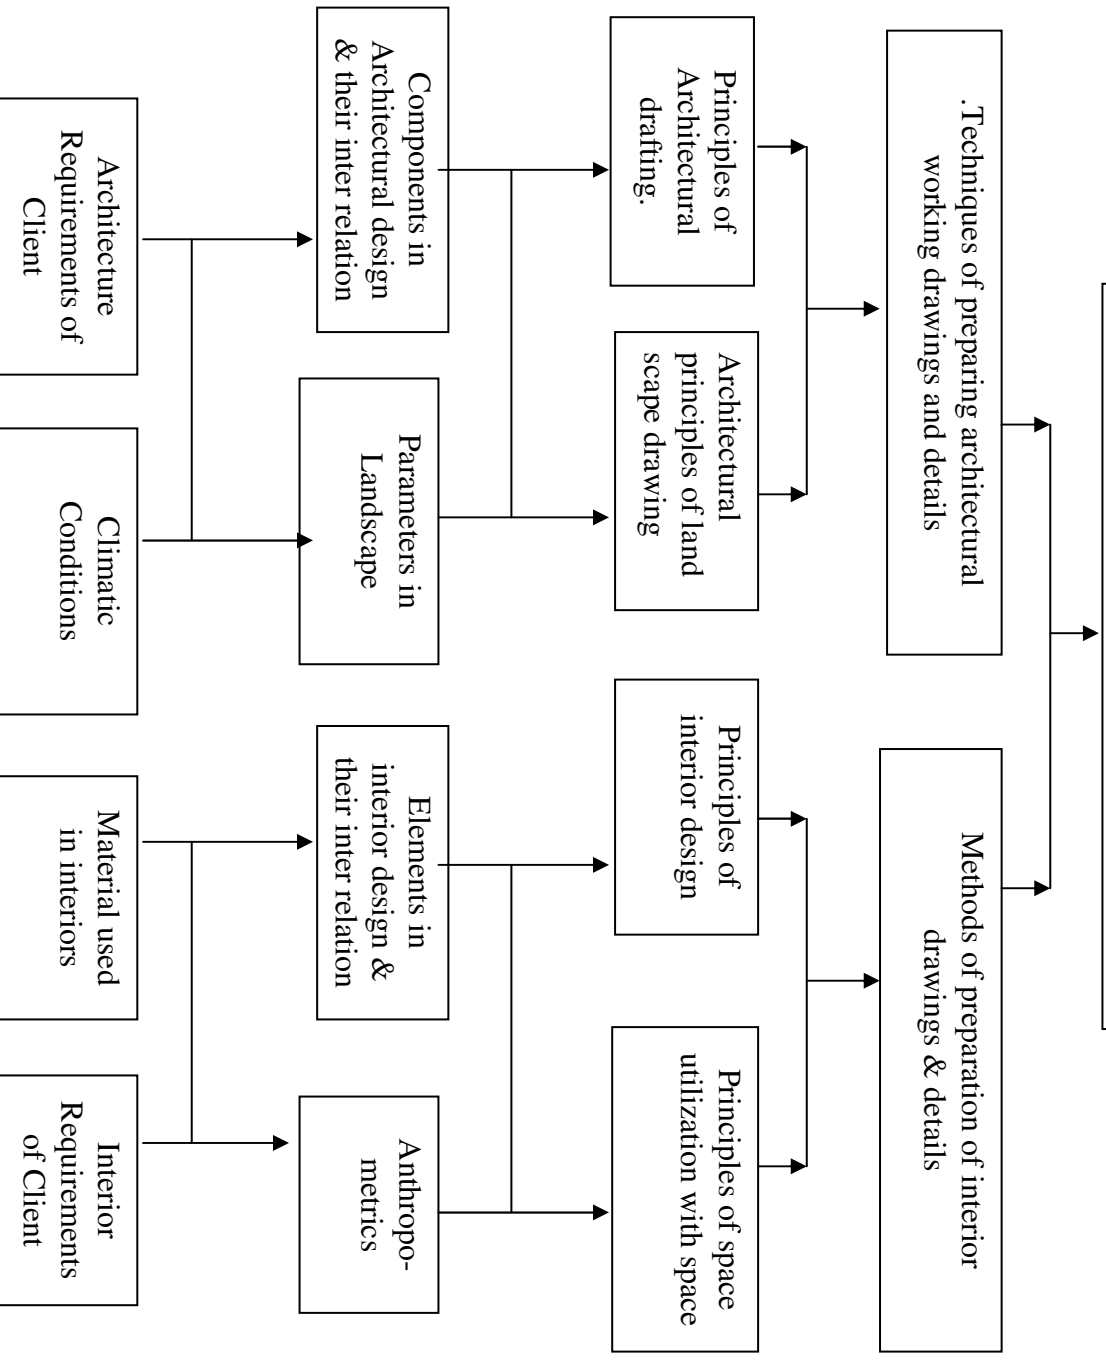 .Techniques of preparing architectural
working drawings and details
Methods of preparation of interior
drawings & details
Principles of
Architectural
drafting.
Architectural
principles of land
scape drawing
Principles of
interior design
Principles of space
utilization with space
Components in
Architectural design
& their inter relation
Parameters in
Landscape
Elements in
interior design &
their inter relation
Anthropo-
metrics
Architecture
Requirements of
Client
Climatic
Conditions
Material used
in interiors
Interior
Requirements
of Client